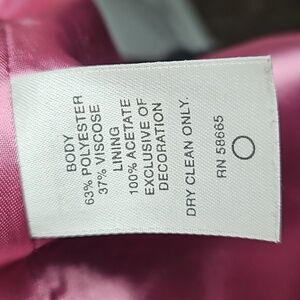 BODY
63% POLYESTER
37% VISCOSE
LINING
100% ACETATE
EXCLUSIVE OF
DECORATION
DRY CLEAN ONLY.
RN 58665